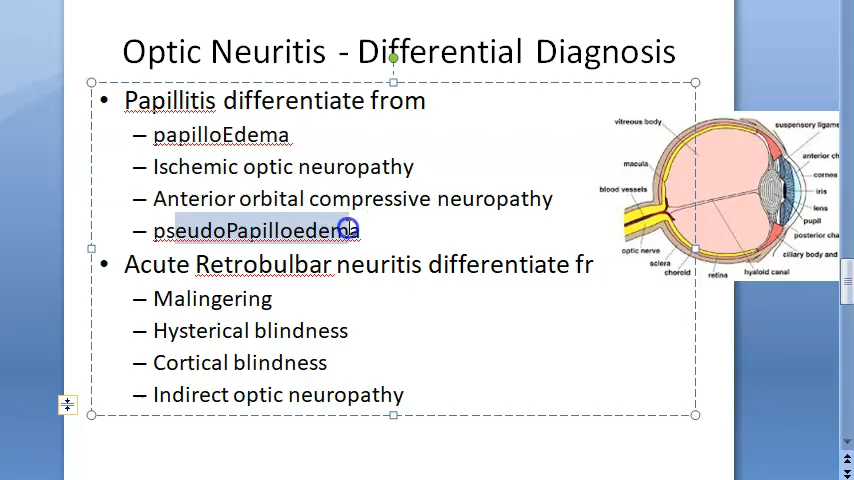 Optic Neuritis - Differential Diagnosis
• Papillitis differentiate from
– papilloEdema
– Ischemic optic neuropathy
– Anterior orbital compressive neuropathy
– pseudoPapilloedema
• Acute Retrobulbar neuritis differentiate fr
– Malingering
– Hysterical blindness
– Cortical blindness
– Indirect optic neuropathy
vitreous body
suspensory ligame
macula
anterior ch
cornea
blood vessels
iris
lens
pupil
optic nerve
posterior cha
sclera
ciliary body and
choroid
retina
hyaloid canal